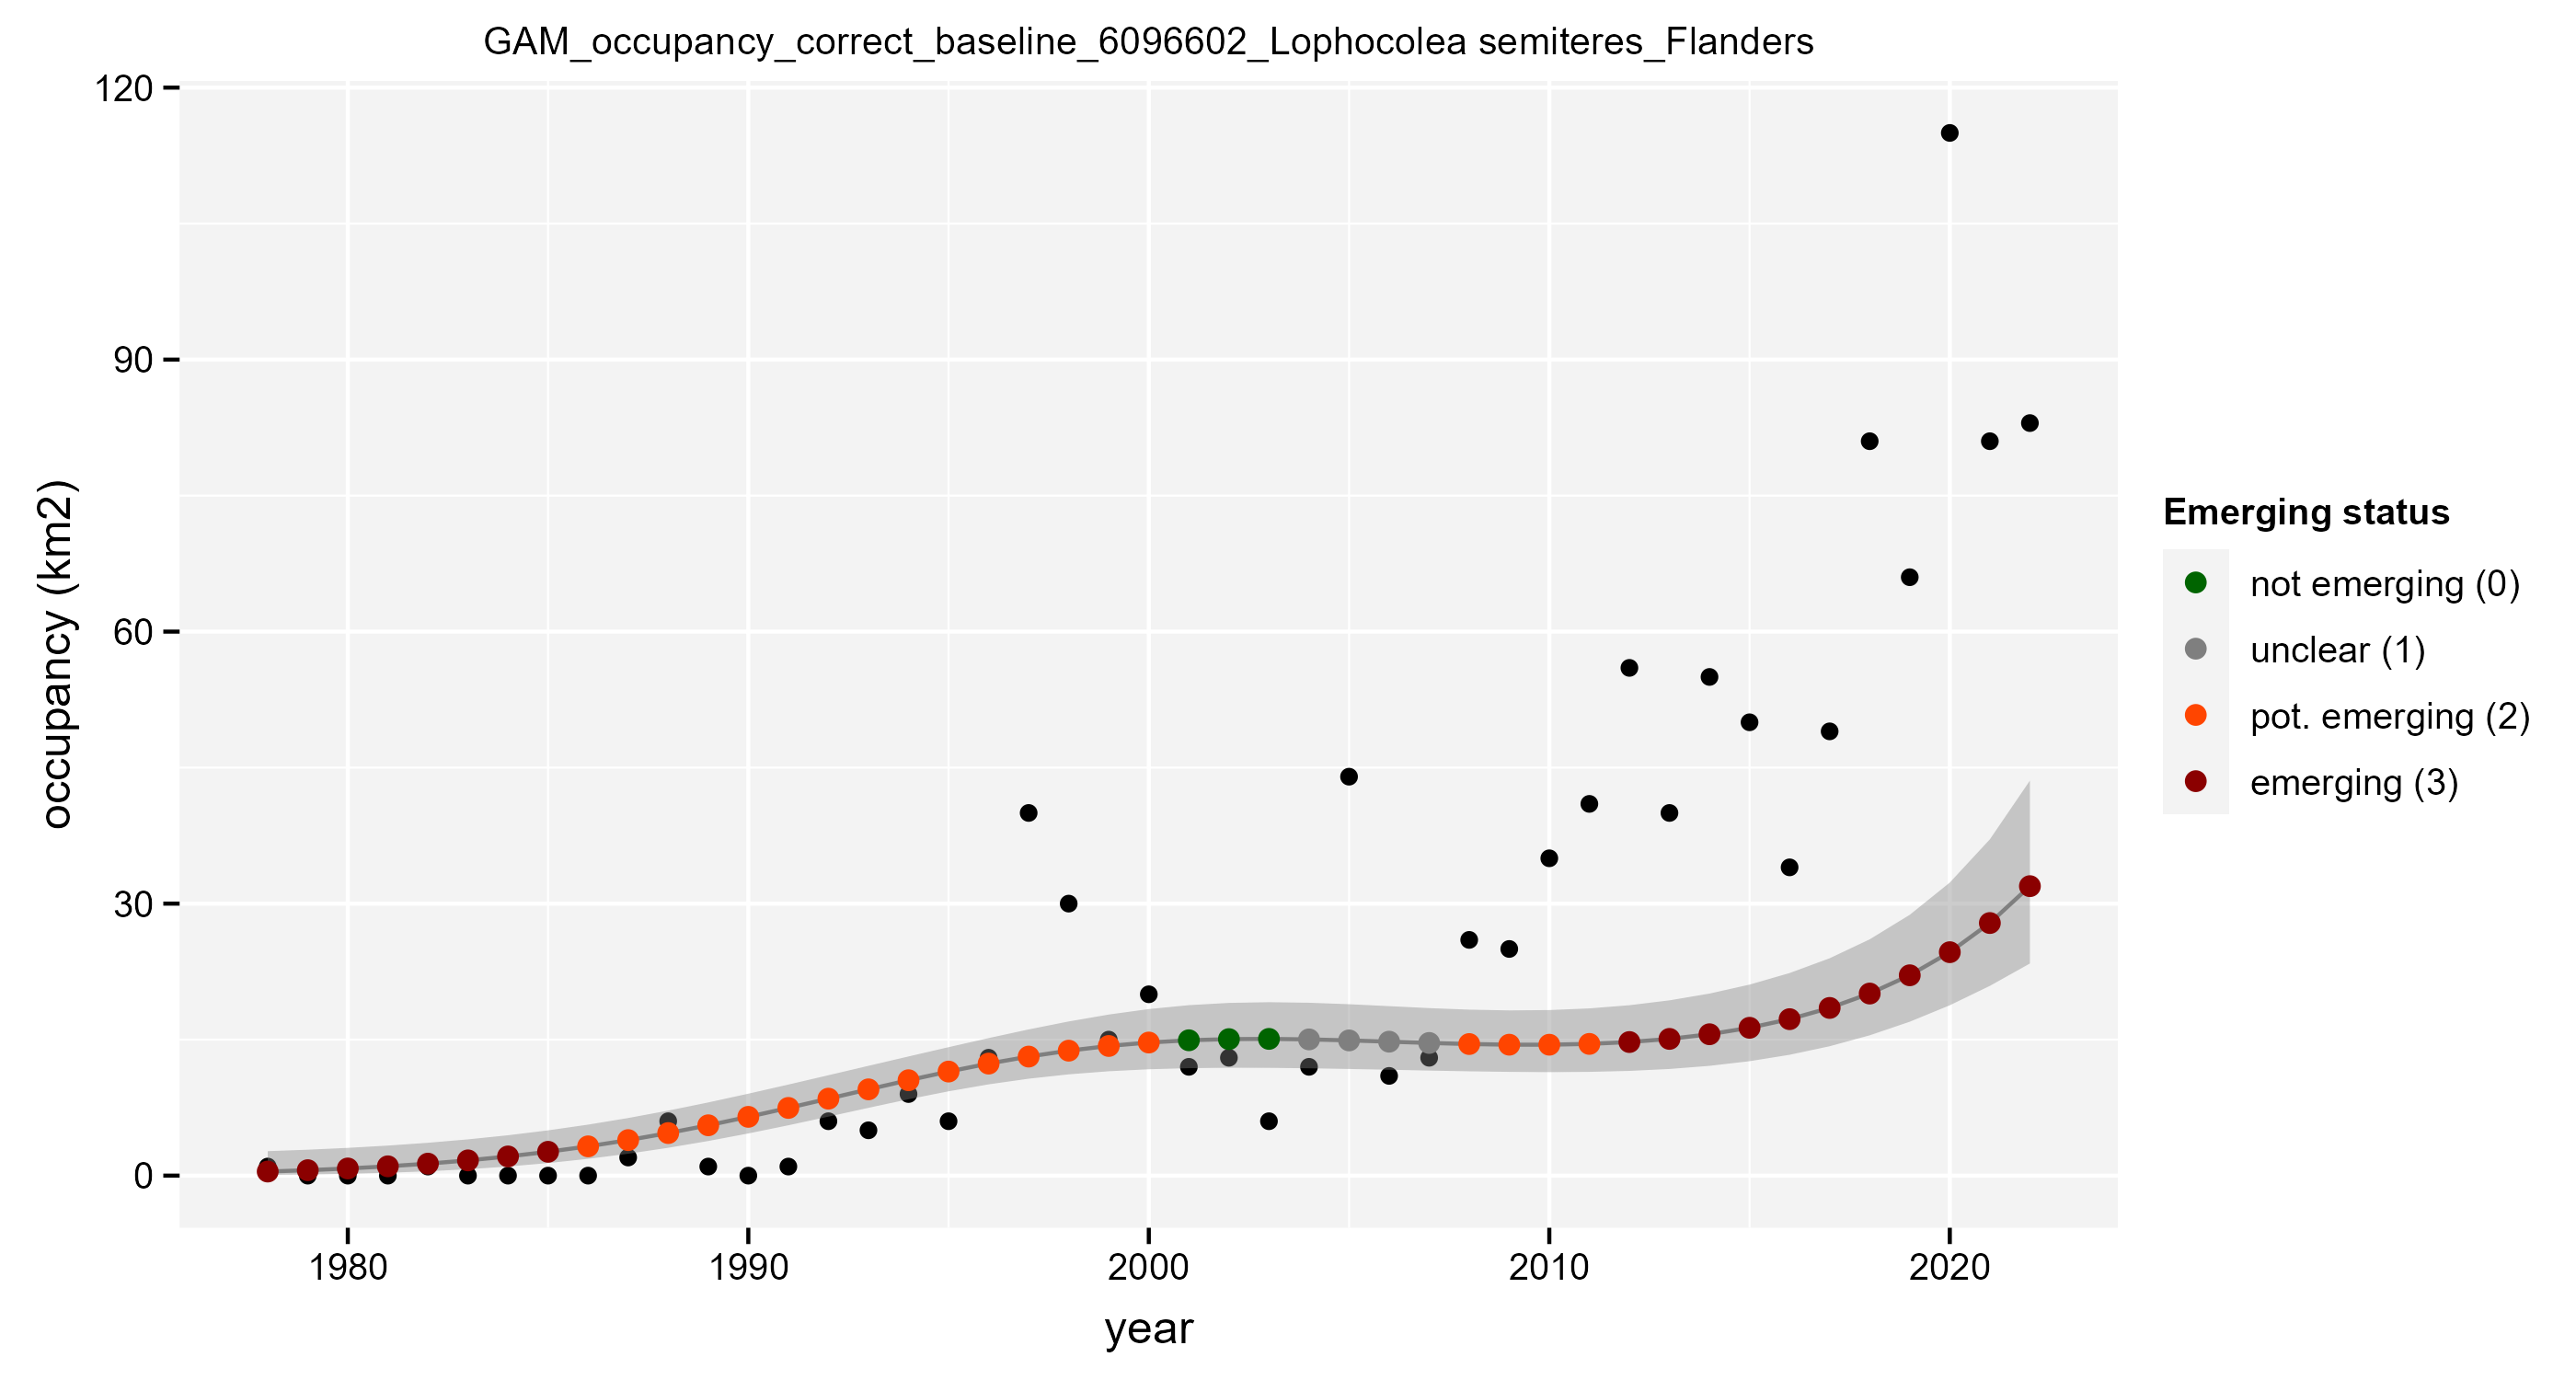 GAM_occupancy_correct_baseline_6096602_Lophocolea semiteres_Flanders
120
90
60
30
0
occupancy (km2)
1980
1990
2000
2010
2020
year
Emerging status
not emerging (0)
unclear (1)
pot. emerging (2)
emerging (3)